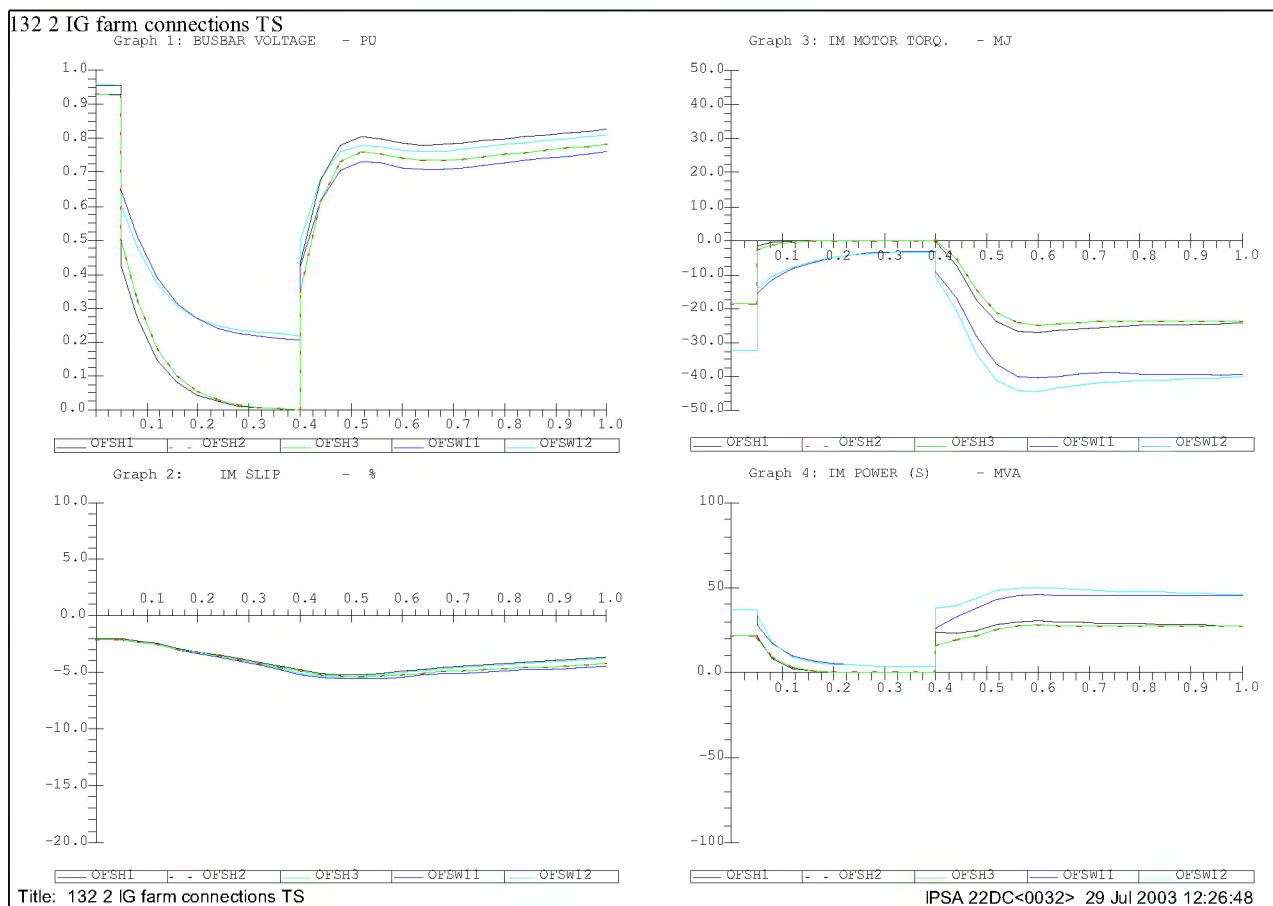 132 2 IG farm connections TS
Graph 1: BUSBAR VOLTAGE - PU
1.0
0.9
0.8
0.7
0.6
0.5
0.4
0.3
0.2
0.1
0.0
0.1 0.2 0.3 0.4 0.5 0.6 0.7 0.8 0.9 1.0
OFSH1 OFSH2 OFSH3 OFSW11 OFSW12
Graph 3: IM MOTOR TORQ. - MJ
50.0
40.0
30.0
20.0
10.0
0.0
-10.0
-20.0
-30.0
-40.0
-50.0
0.1 0.2 0.3 0.4 0.5 0.6 0.7 0.8 0.9 1.0
OFSH1 OFSH2 OFSH3 OFSW11 OFSW12
Graph 2: IM SLIP - %
10.0
5.0
0.0
-5.0
-10.0
-15.0
-20.0
0.1 0.2 0.3 0.4 0.5 0.6 0.7 0.8 0.9 1.0
OFSH1 OFSH2 OFSH3 OFSW11 OFSW12
Graph 4: IM POWER (S) - MVA
100
50
0.0
-50
-100
0.1 0.2 0.3 0.4 0.5 0.6 0.7 0.8 0.9 1.0
OFSH1 OFSH2 OFSH3 OFSW11 OFSW12
Title: 132 2 IG farm connections TS
IPSA 22DC<0032> 29 Jul 2003 12:26:48